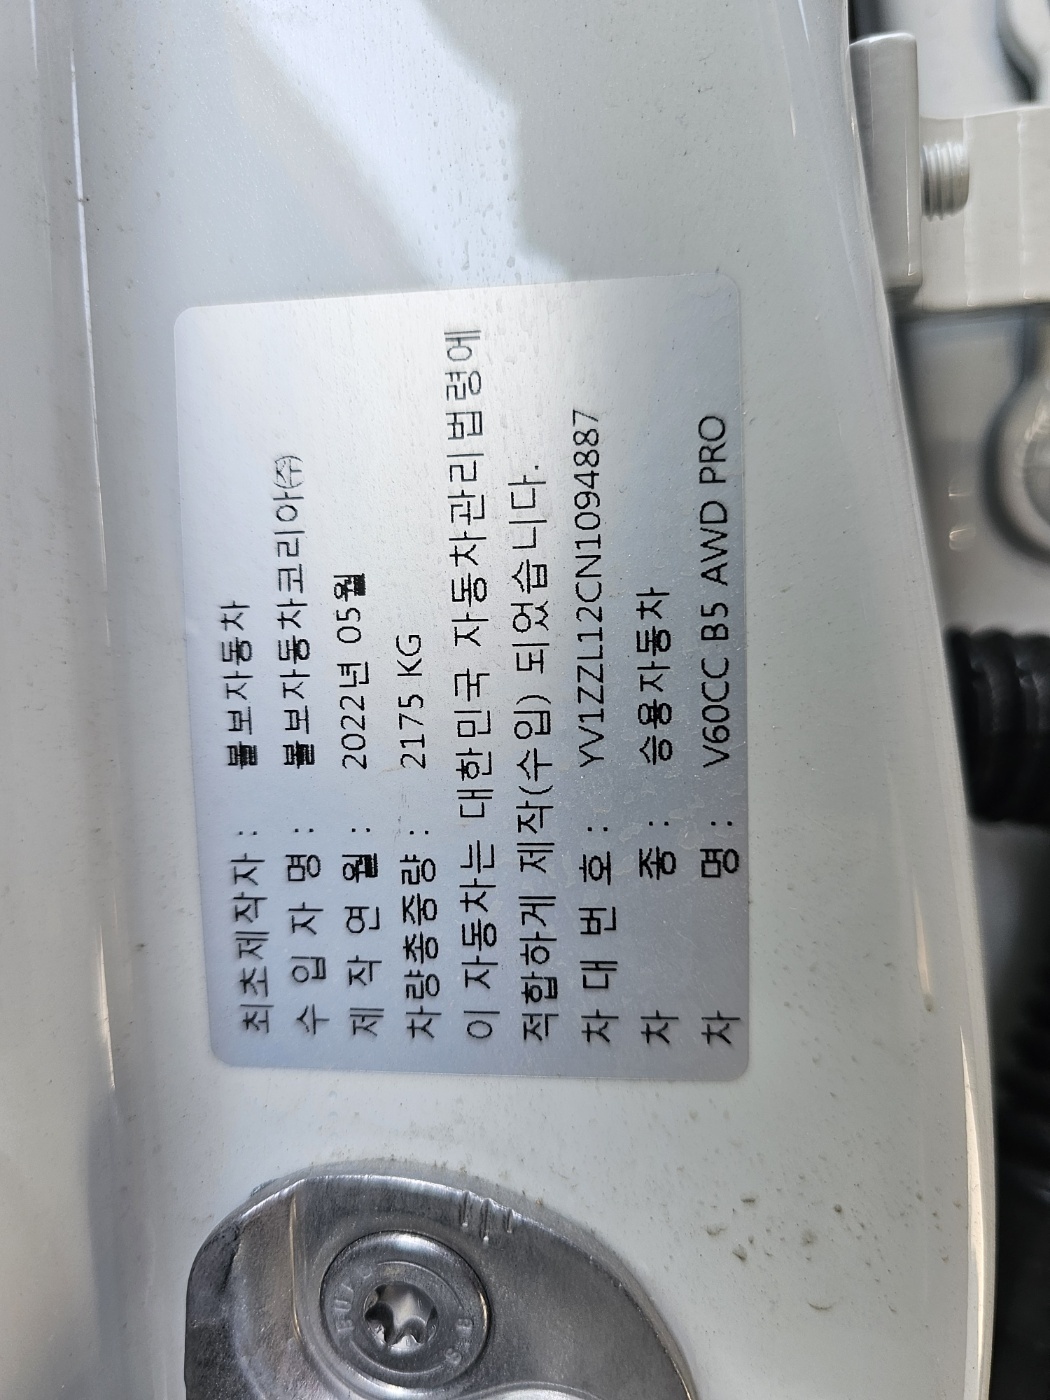 최초제작자 : 볼보자동차
수 입 자 명 : 볼보자동차코리아㈜
제 작 연 월 : 2022년 05월
차량총중량 : 2175 KG
이 자동차는 대한민국 자동차관리법령에
적합하게 제작(수입) 되었습니다.
차 대 번 호 : YV1ZZL12CN1094887
차 종 : 승용자동차
차 명 : V60CC B5 AWD PRO